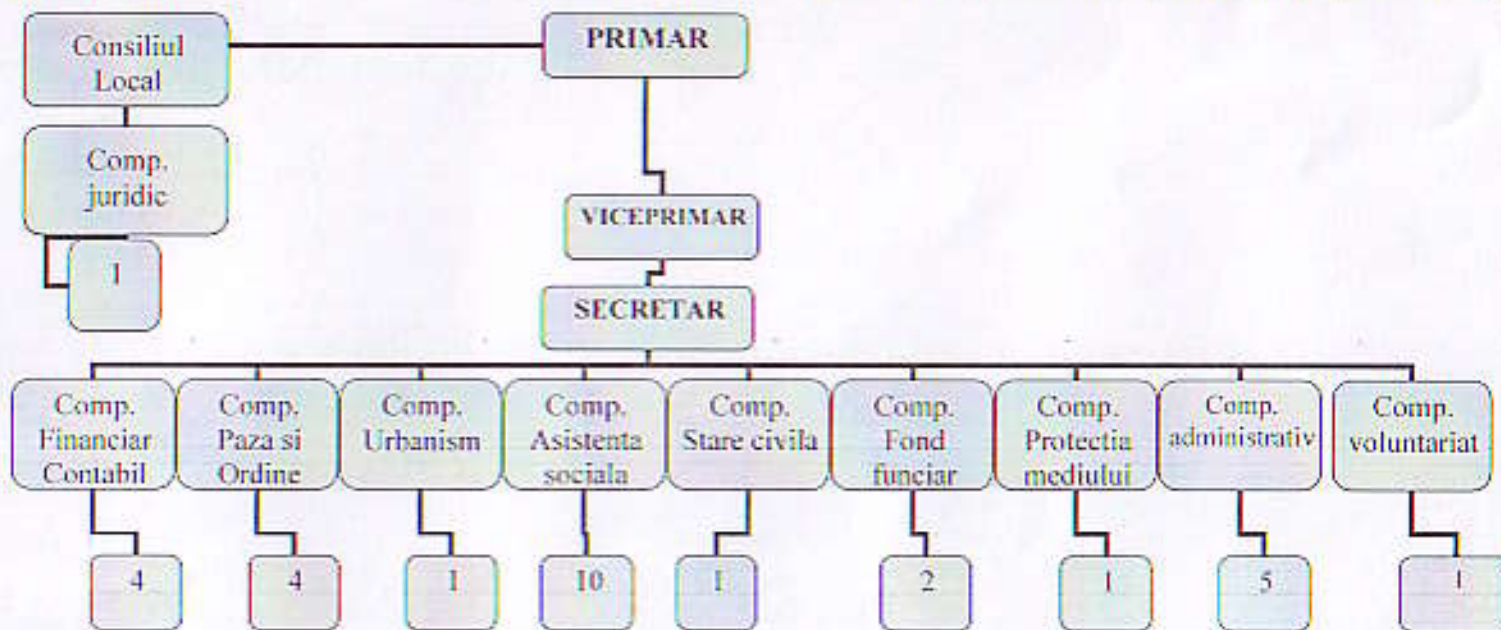 Consiliul
Local
PRIMAR
Comp.
juridic
1
VICEPRIMAR
SECRETAR
Comp.
Financiar
Contabil
Comp.
Paza si
Ordine
Comp.
Urbanism
Comp.
Asistenta
sociala
Comp.
Stare civila
Comp.
Fond
funciar
Comp.
Protectia
mediului
Comp.
administrativ
Comp.
voluntariat
4
4
1
10
1
2
1
5
1